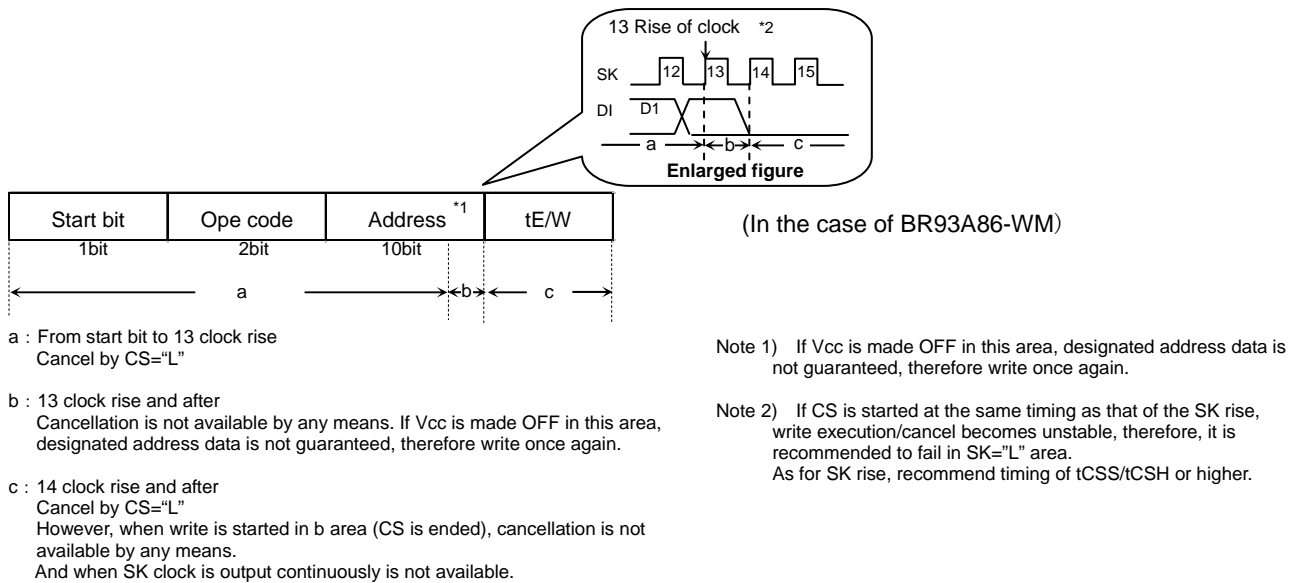 13 Rise of clock *2
SK 12 13 14 15
DI D1
a b c
Enlarged figure
Start bit Ope code Address *1 tE/W
1bit 2bit 10bit
a b c
(In the case of BR93A86-WM)
a : From start bit to 13 clock rise
Cancel by CS=“L”
b : 13 clock rise and after
Cancellation is not available by any means. If Vcc is made OFF in this area,
designated address data is not guaranteed, therefore write once again.
c : 14 clock rise and after
Cancel by CS=“L”
However, when write is started in b area (CS is ended), cancellation is not
available by any means.
And when SK clock is output continuously is not available.
Note 1) If Vcc is made OFF in this area, designated address data is
not guaranteed, therefore write once again.
Note 2) If CS is started at the same timing as that of the SK rise,
write execution/cancel becomes unstable, therefore, it is
recommended to fail in SK=”L” area.
As for SK rise, recommend timing of tCSS/tCSH or higher.